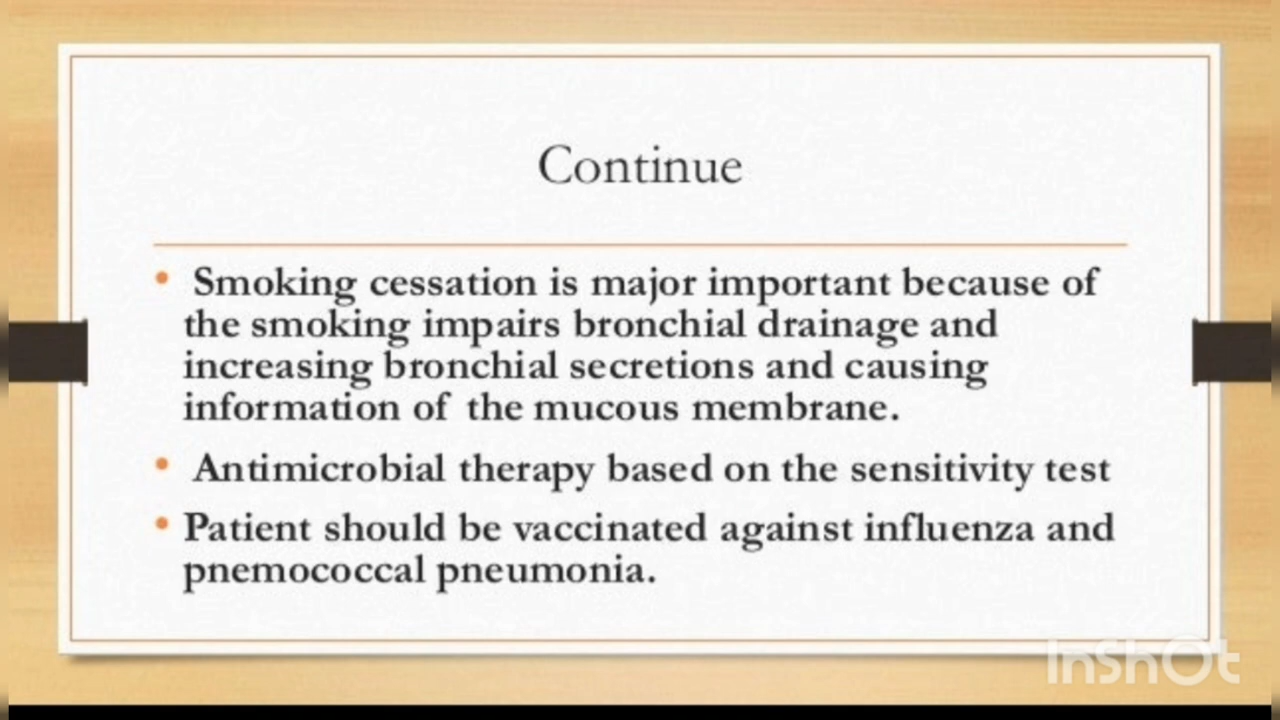 Continue
• Smoking cessation is major important because of
the smoking impairs bronchial drainage and
increasing bronchial secretions and causing
information of the mucous membrane.
• Antimicrobial therapy based on the sensitivity test
• Patient should be vaccinated against influenza and
pnemococcal pneumonia.
InShOt